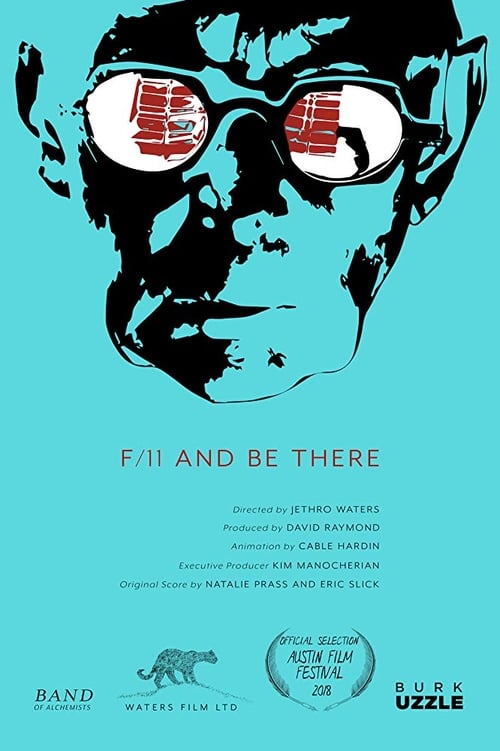 F/11 AND BE THERE
Directed by JETHRO WATERS
Produced by DAVID RAYMOND
Animation by CABLE HARDIN
Executive Producer KIM MANOCHERIAN
Original Score by NATALIE PRASS AND ERIC SLICK
BAND
OF ALCHEMISTS
WATERS FILM LTD
OFFICIAL SELECTION
AUSTIN FILM
FESTIVAL
2018
BURK
UZZLE